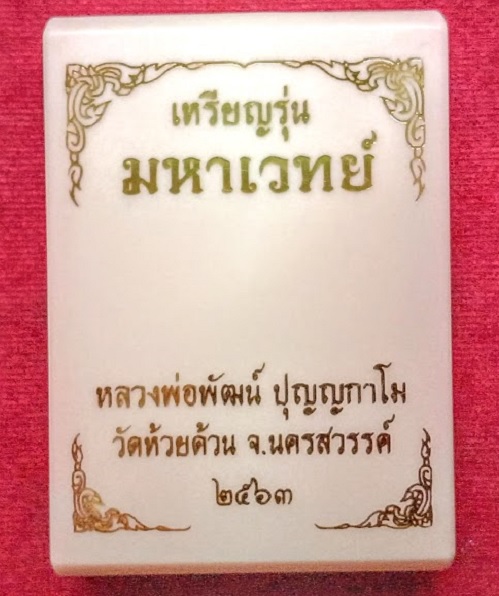 เหรียญรุ่น
มหาเวทย์
หลวงพ่อพัฒน์ ปุญญกาโม
วัดห้วยด้วน จ.นครสวรรค์
๒๕๖๓